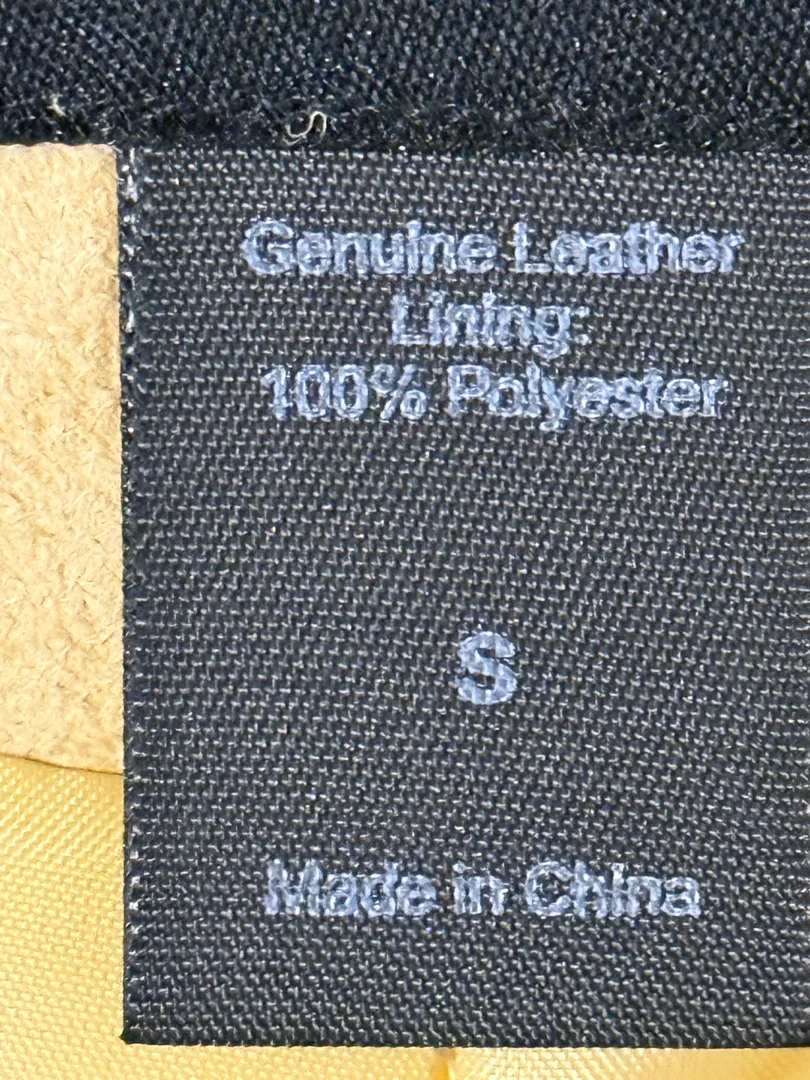 Genuine Leather
Lining:
100% Polyester
S
Made in China